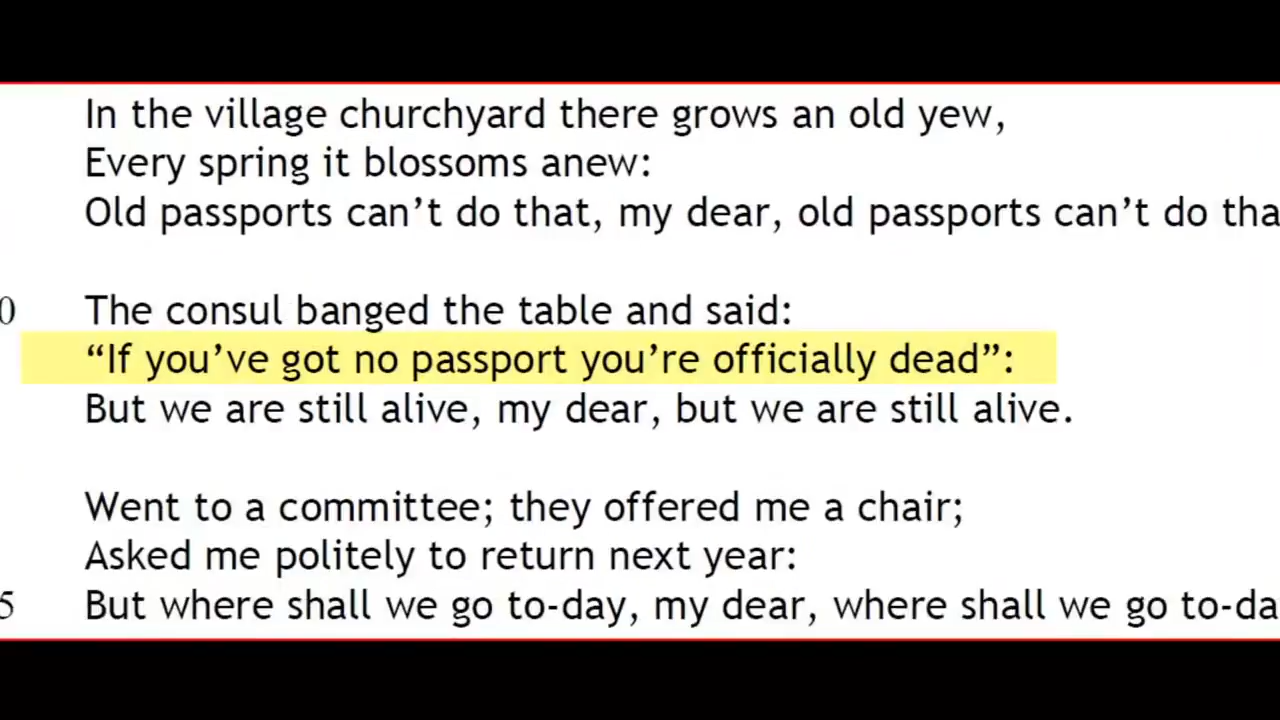 In the village churchyard there grows an old yew,
Every spring it blossoms anew:
Old passports can’t do that, my dear, old passports can’t do tha
0 The consul banged the table and said:
“If you’ve got no passport you’re officially dead”:
But we are still alive, my dear, but we are still alive.
Went to a committee; they offered me a chair;
Asked me politely to return next year:
5 But where shall we go to-day, my dear, where shall we go to-da